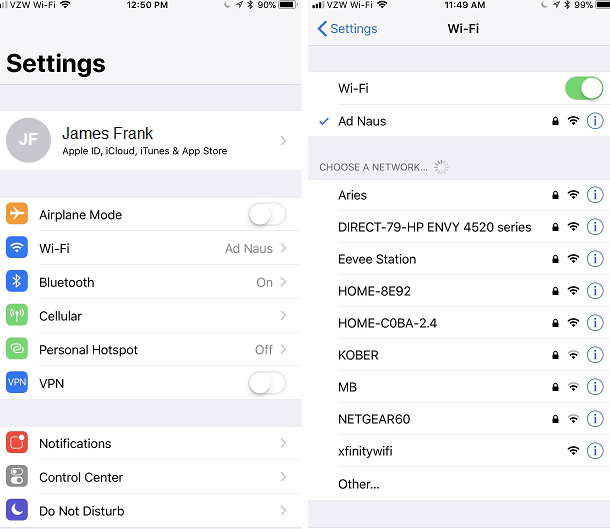 VZW Wi-Fi 12:50 PM 90%
Settings
JF
James Frank
Apple ID, iCloud, iTunes & App Store
Airplane Mode
Wi-Fi Ad Naus
Bluetooth On
Cellular
Personal Hotspot Off
VPN VPN
Notifications
Control Center
Do Not Disturb
VZW Wi-Fi 11:49 AM 99%
Settings Wi-Fi
Wi-Fi
Ad Naus
CHOOSE A NETWORK...
Aries
DIRECT-79-HP ENVY 4520 series
Eevee Station
HOME-8E92
HOME-C0BA-2.4
KOBER
MB
NETGEAR60
xfinitywifi
Other...